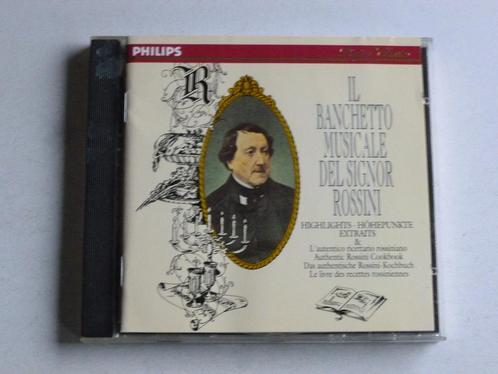 PHILIPS
R
IL
BANCHETTO
MUSICALE
DEL SIGNOR
ROSSINI
HIGHLIGHTS - HÖHEPUNKTE
EXTRAITS
&
L'autentico ricettario rossiniano
Authentic Rossini Cookbook
Das authentische Rossini-Kochbuch
Le livre des recettes rossiniennes